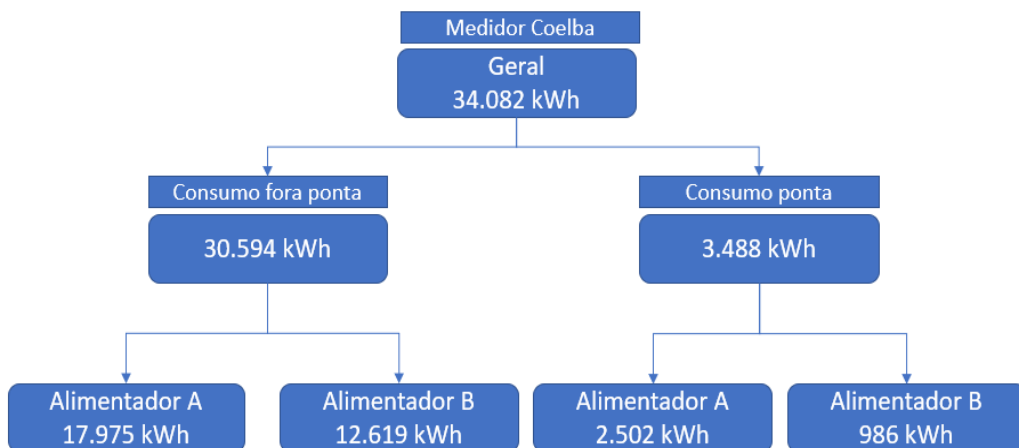 Medidor Coelba
Geral
34.082 kWh
Consumo fora ponta
Consumo ponta
30.594 kWh
3.488 kWh
Alimentador A
17.975 kWh
Alimentador B
12.619 kWh
Alimentador A
2.502 kWh
Alimentador B
986 kWh